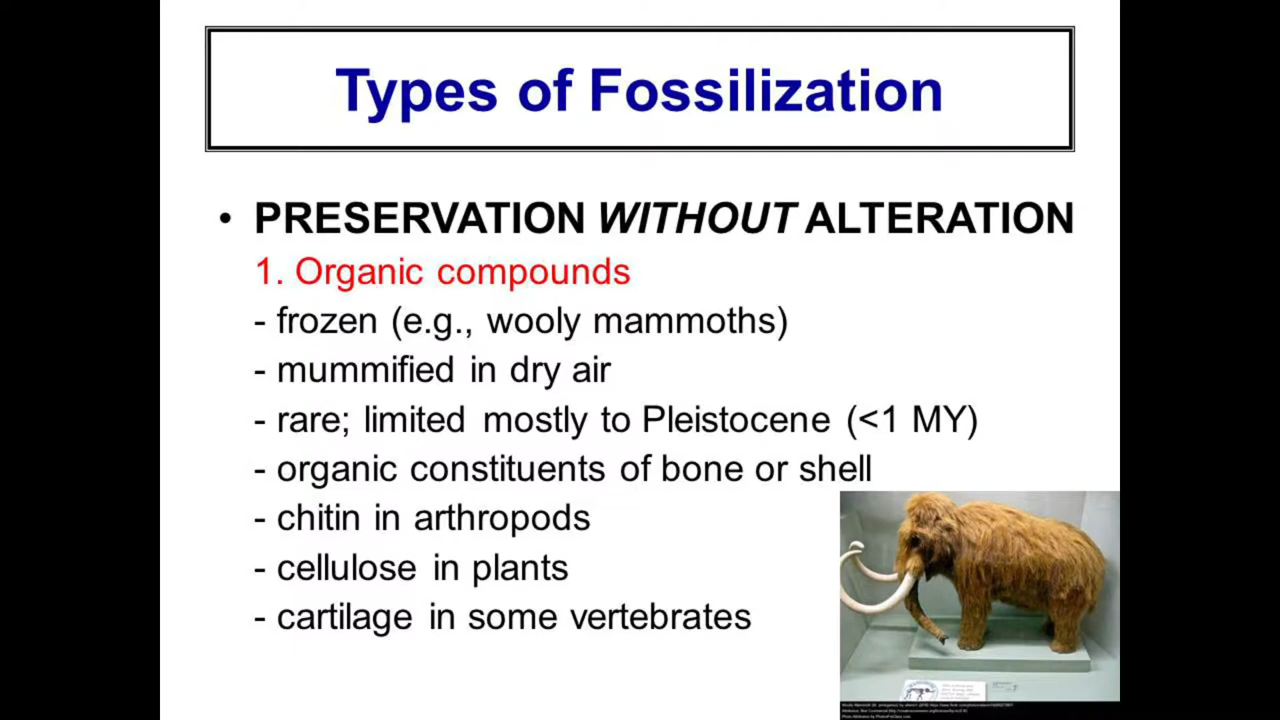 Types of Fossilization
• PRESERVATION WITHOUT ALTERATION
1. Organic compounds
- frozen (e.g., wooly mammoths)
- mummified in dry air
- rare; limited mostly to Pleistocene (<1 MY)
- organic constituents of bone or shell
- chitin in arthropods
- cellulose in plants
- cartilage in some vertebrates